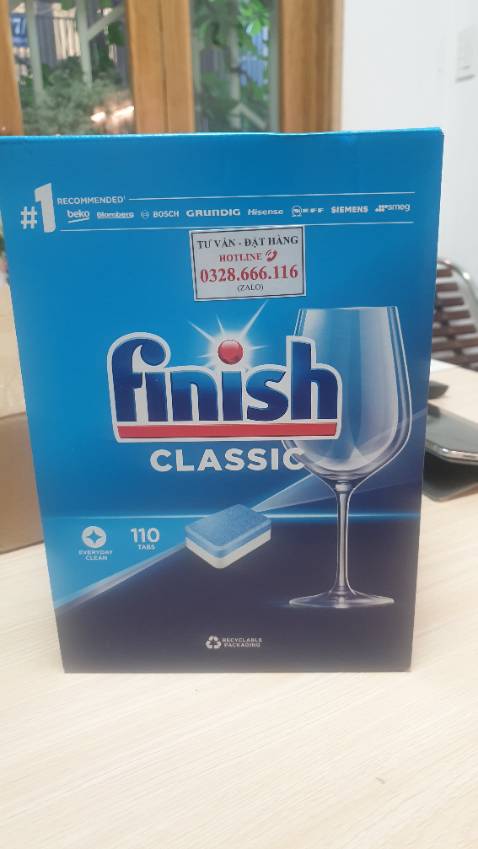 #1 RECOMMENDED
beko Blomberg BOSCH GRUNDIG Hisense NEFF SIEMENS smeg
TƯ VẤN - ĐẶT HÀNG
HOTLINE
0328.666.116
(ZALO)
finish
CLASSIC
EVERYDAY
CLEAN
110
TABS
RECYCLABLE
PACKAGING